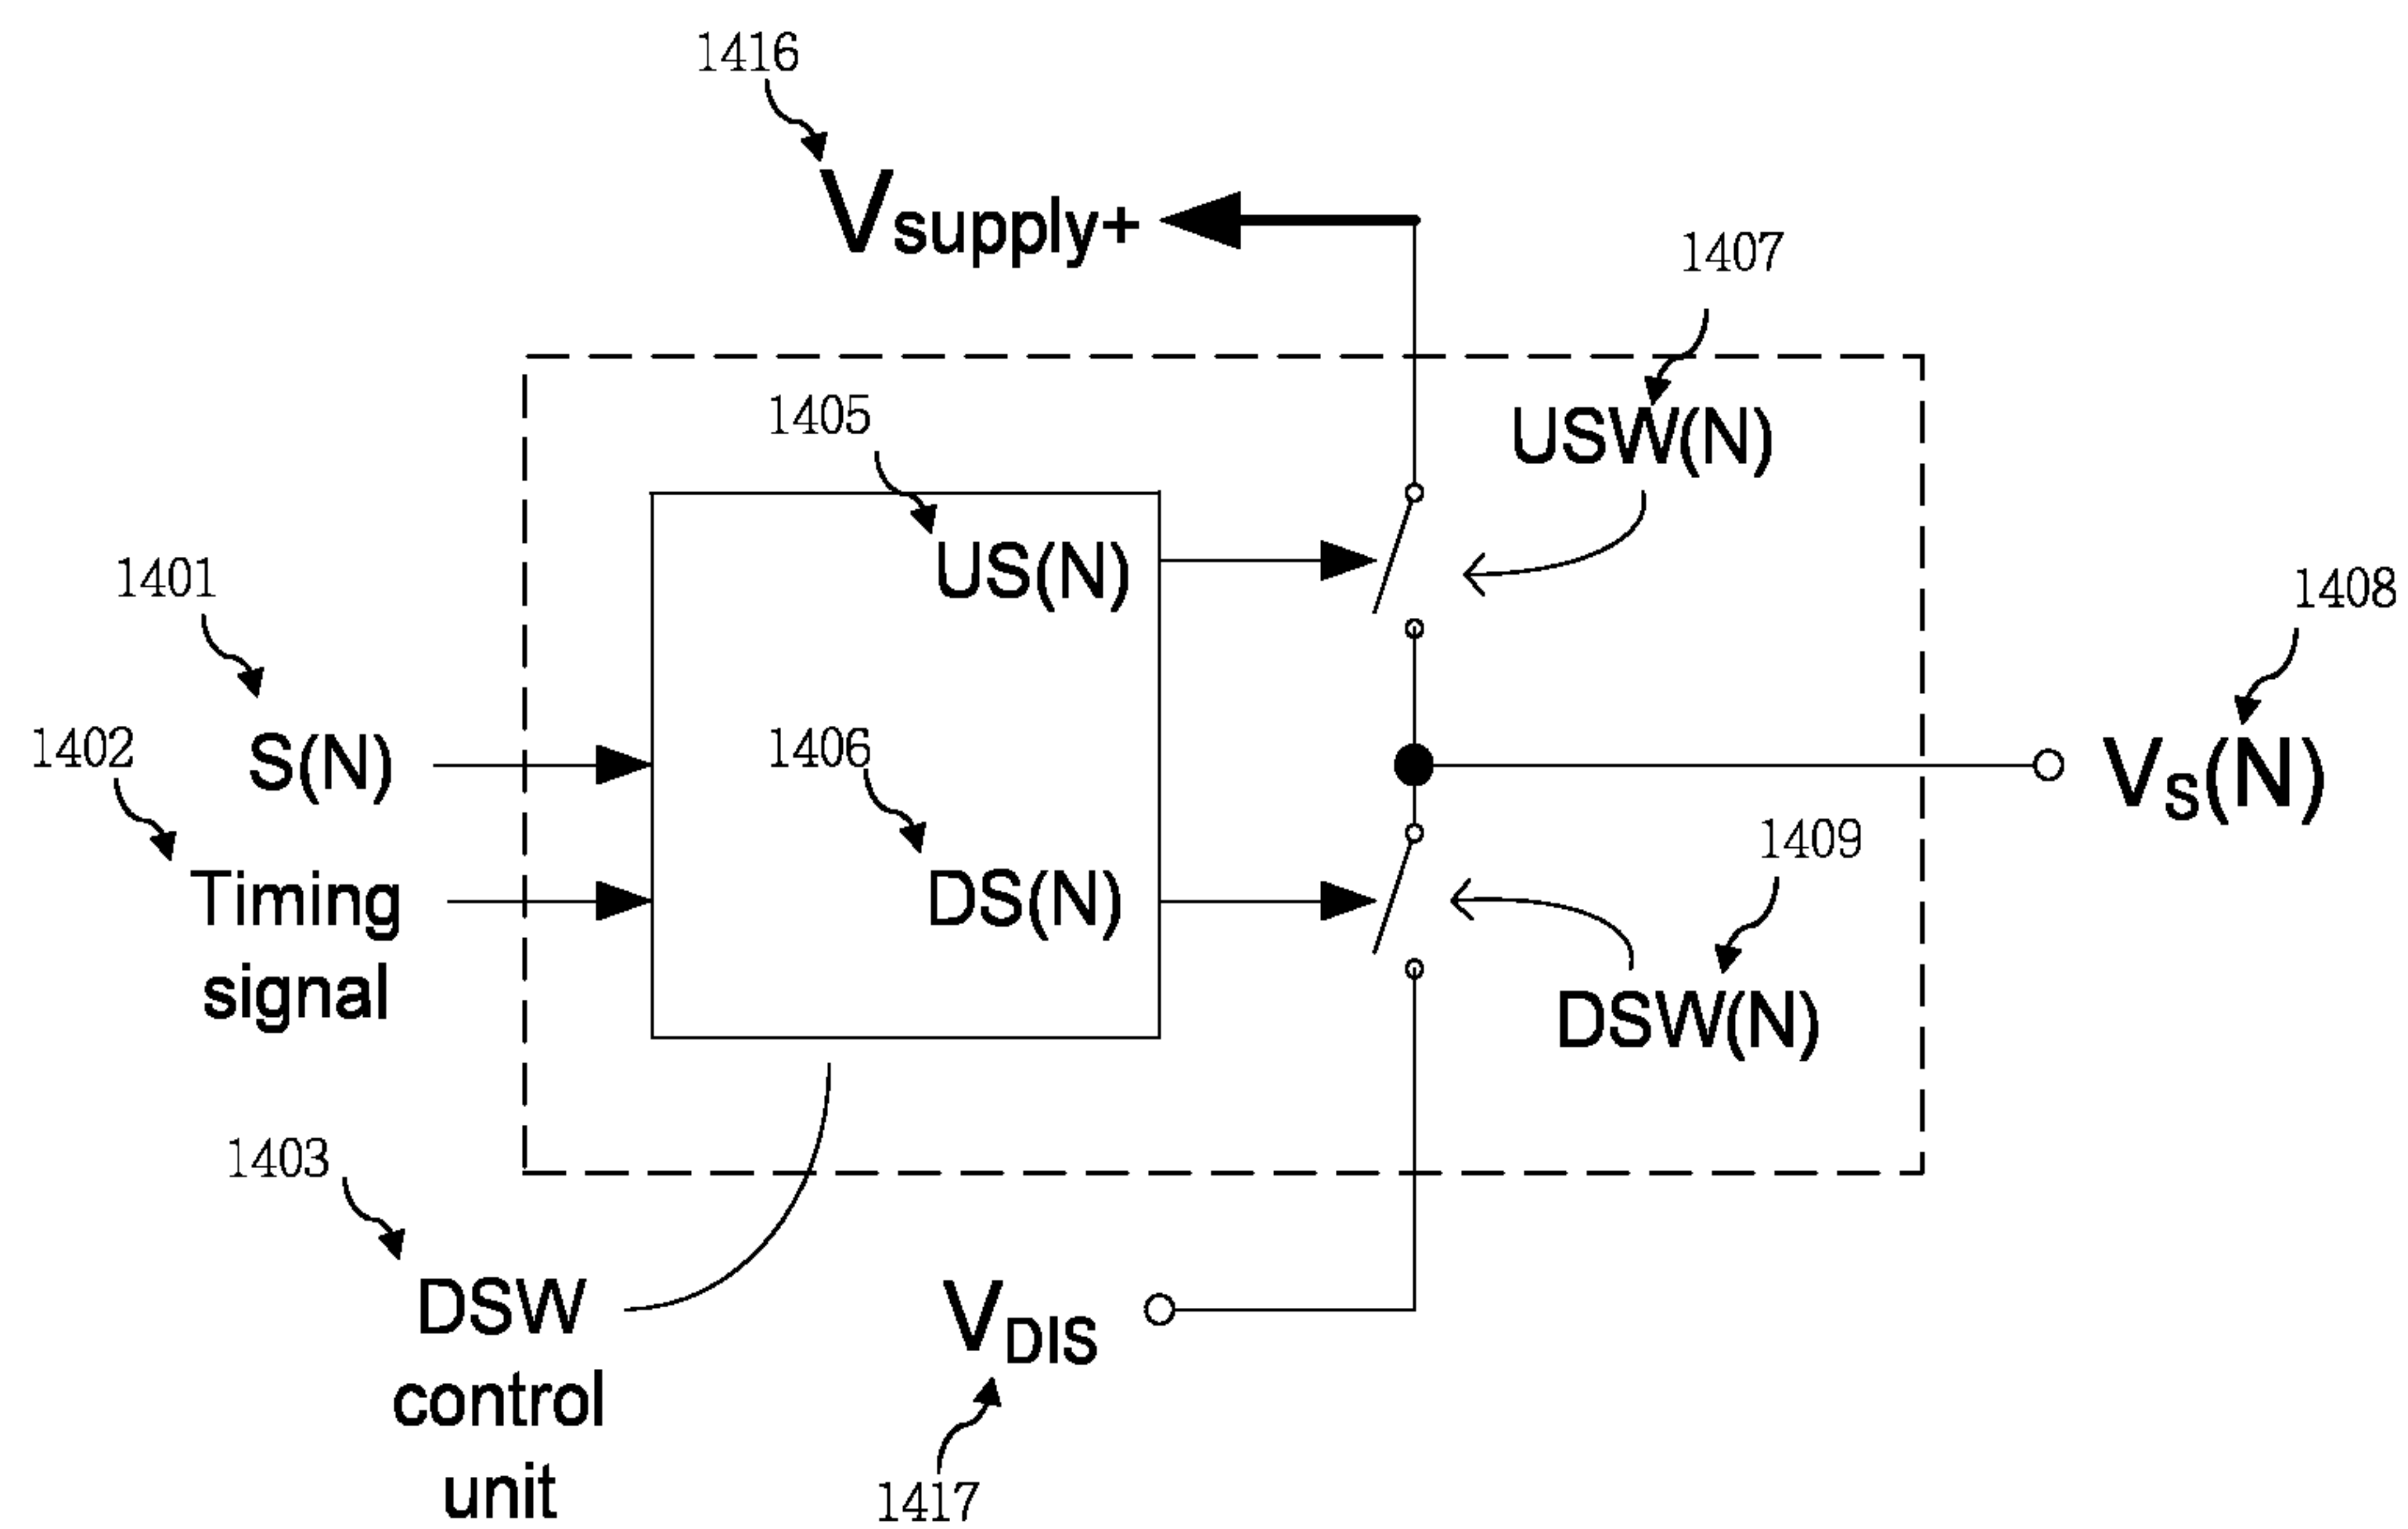 1416
Vsupply+
1407
USW(N)
1405
US(N)
1401
S(N)
1402
Timing
signal
1406
DS(N)
1408
VS(N)
1409
DSW(N)
1403
DSW
control
unit
VDIS
1417